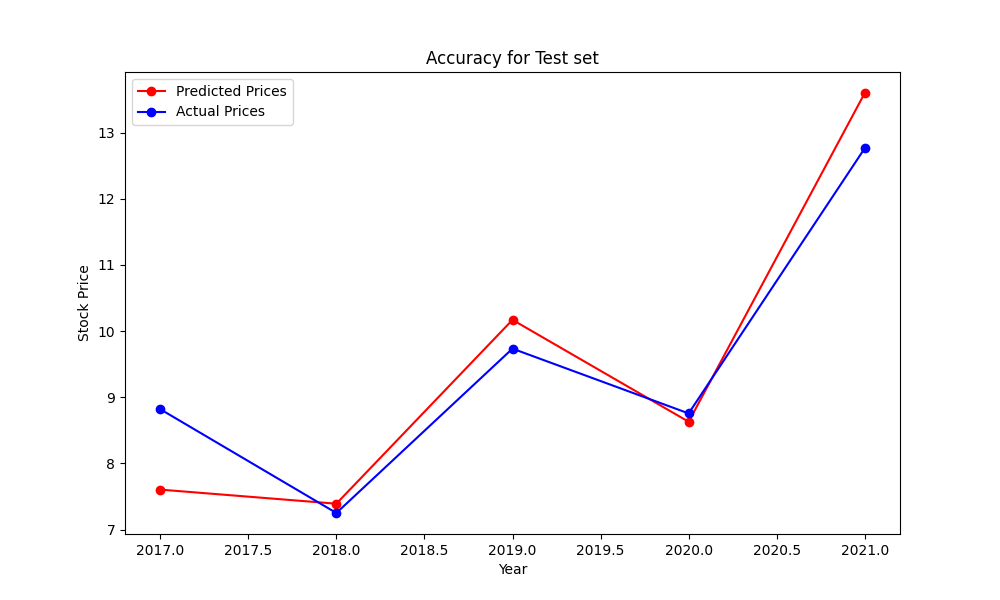 Accuracy for Test set
Predicted Prices
Actual Prices
13
12
11
10
9
8
7
Stock Price
2017.0 2017.5 2018.0 2018.5 2019.0 2019.5 2020.0 2020.5 2021.0
Year